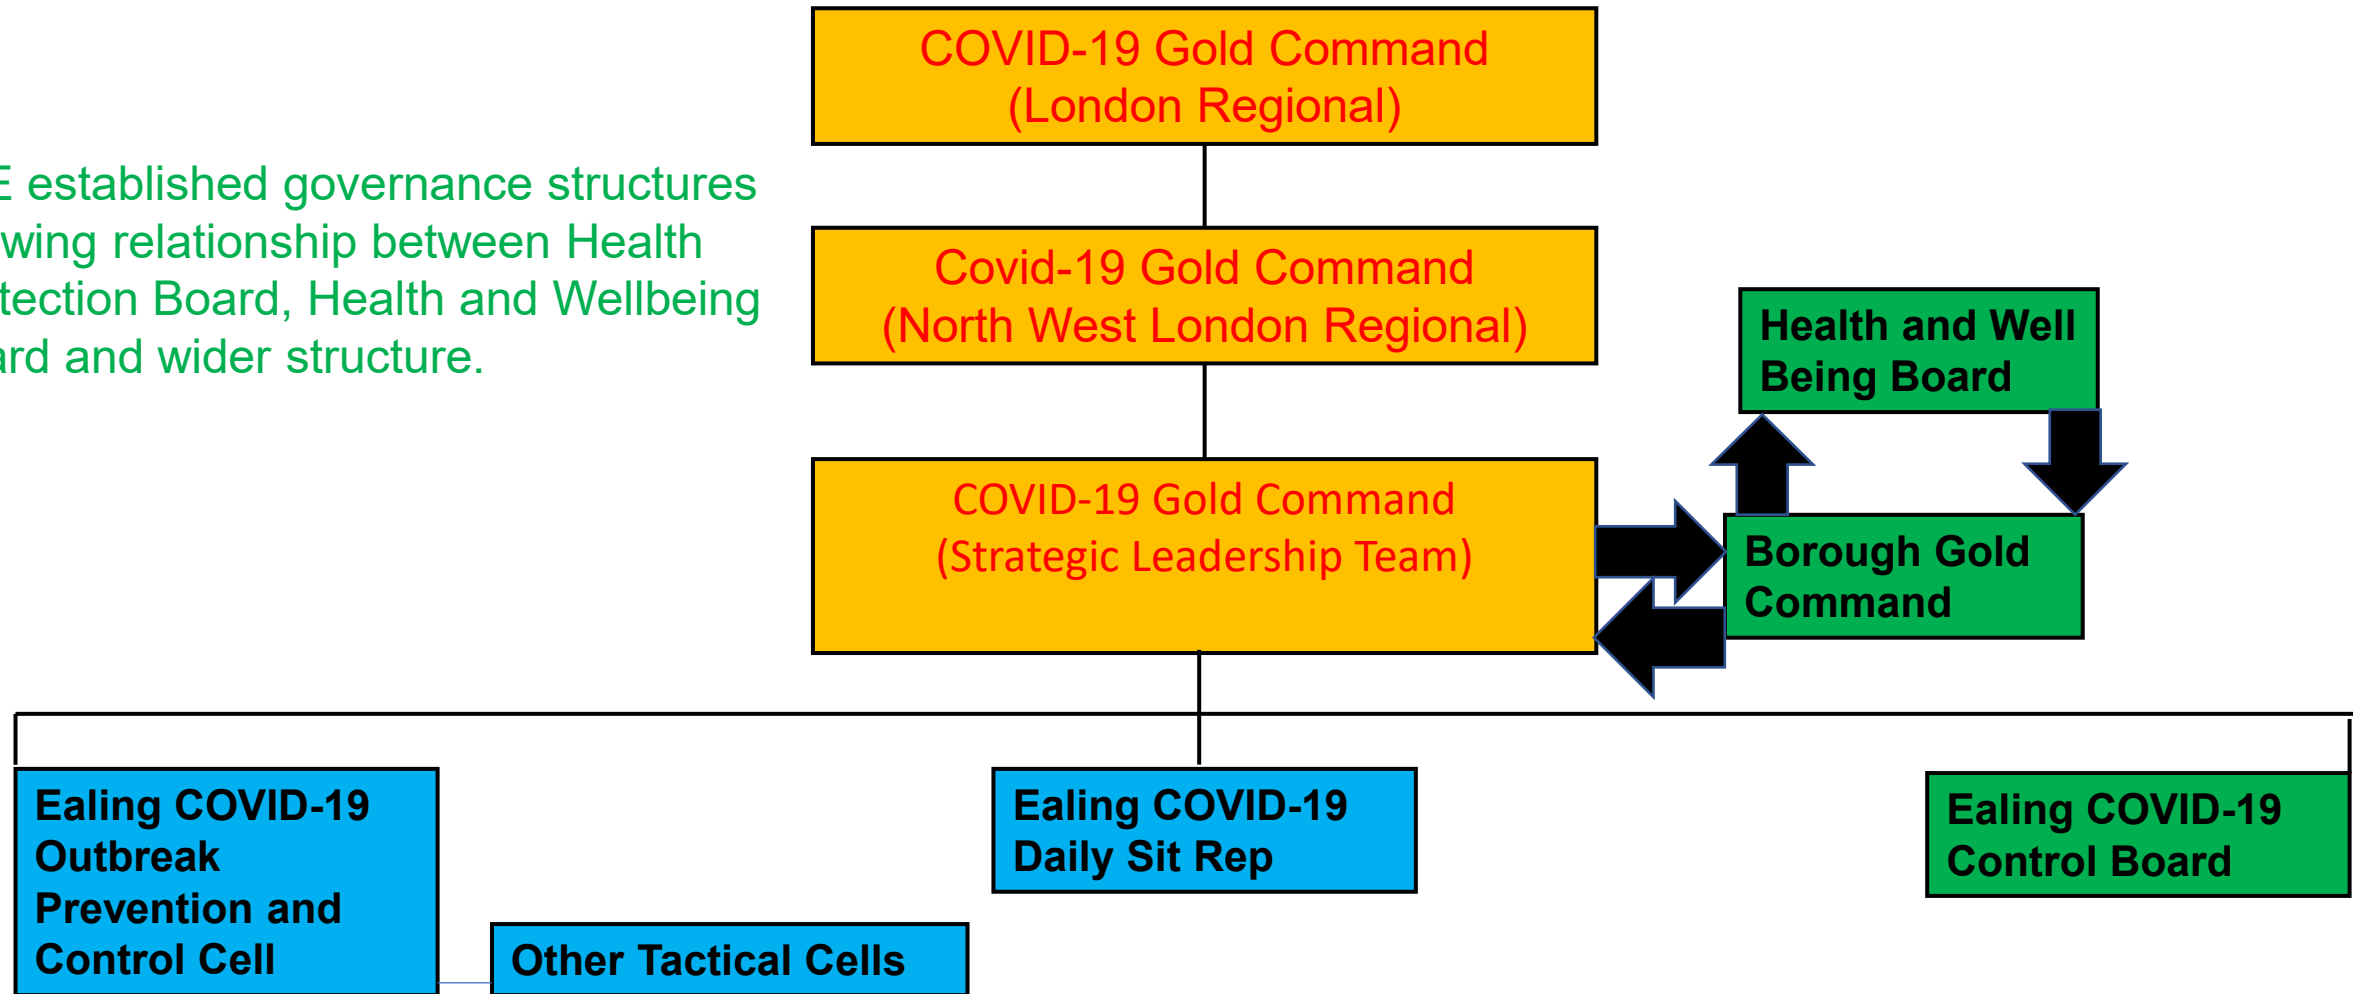 COVID-19 Gold Command
(London Regional)
established governance structures
relationship between Health
Board, Health and Wellbeing
and wider structure.
Covid-19 Gold Command
(North West London Regional)
Health and Well
Being Board
COVID-19 Gold Command
(Strategic Leadership Team)
Borough Gold
Command
Ealing COVID-19
Outbreak
Prevention and
Control Cell
Other Tactical Cells
Ealing COVID-19
Daily Sit Rep
Ealing COVID-19
Control Board